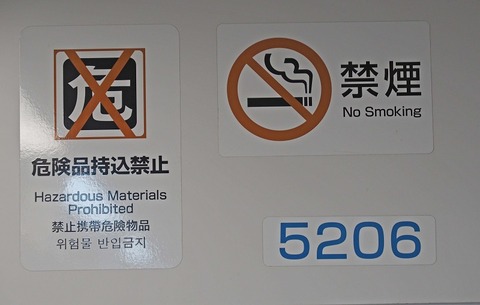 危
危険品持込禁止
Hazardous Materials
Prohibited
禁止携帶危險物品
위험물 반입금지
禁煙
No Smoking
5206